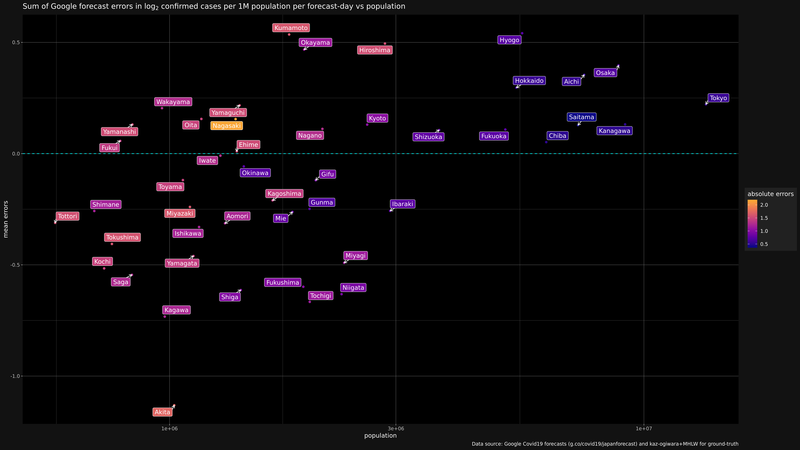 Sum of Google forecast errors in log2 confirmed cases per 1M population per forecast-day vs population
Kumamoto
Hyogo
Okayama
Hiroshima
0.5
Osaka
Hokkaido
Aichi
Tokyo
Wakayama
Yamaguchi
Kyoto
Saitama
Oita
Nagasaki
Yamanashi
Nagano
Shizuoka
Fukuoka
Chiba
Kanagawa
Fukui
Ehime
0.0
Iwate
Okinawa
Gifu
Toyama
Kagoshima
absolute errors
2.0
1.5
1.0
0.5
Shimane
Gunma
Ibaraki
Tottori
Miyazaki
Aomori
Mie
mean errors
Tokushima
Ishikawa
Miyagi
Kochi
Yamagata
-0.5
Saga
Fukushima
Niigata
Shiga
Tochigi
Kagawa
-1.0
Akita
1e+06
3e+06
1e+07
population
Data source: Google Covid19 forecasts (g.co/covid19/japanforecast) and kaz-ogiwara+MHLW for ground-truth